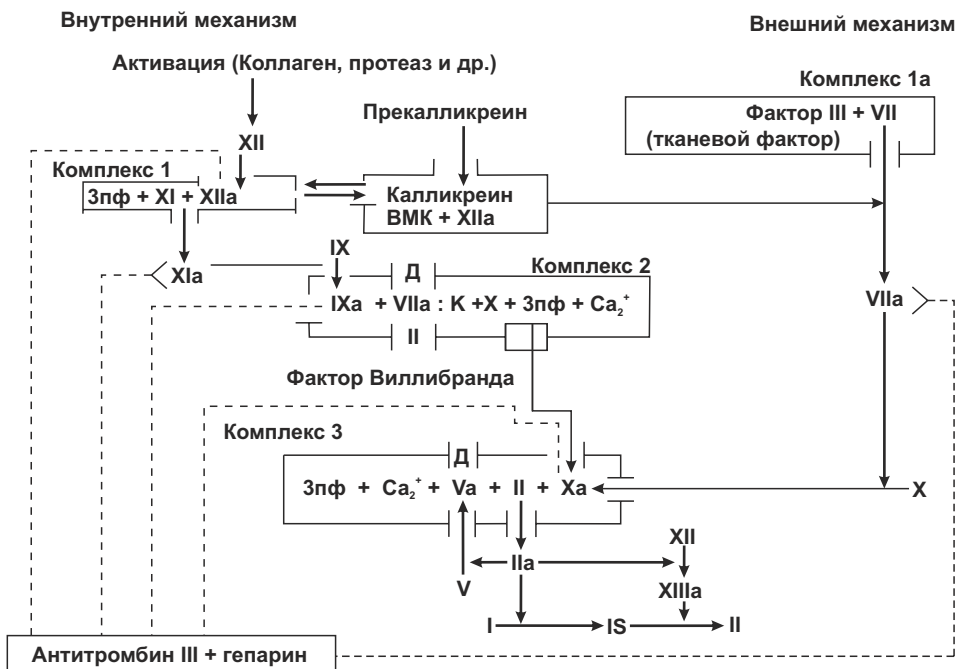 Внутренний механизм
Внешний механизм
Активация (Коллаген, протеаз и др.)
Комплекс 1а
Прекалликреин
Фактор III + VII
(тканевой фактор)
XII
Комплекс 1
3пф + XI + XIIa
Калликреин
ВМК + XIIa
XIa
IX
Д
Комплекс 2
IXa + VIIa : K +X + 3пф + Ca₂⁺
VIIa
II
Фактор Виллибранда
Комплекс 3
Д
3пф + Ca₂⁺ + Va + II + Xa
X
XII
IIa
V
XIIIa
I
IS
II
Антитромбин III + гепарин